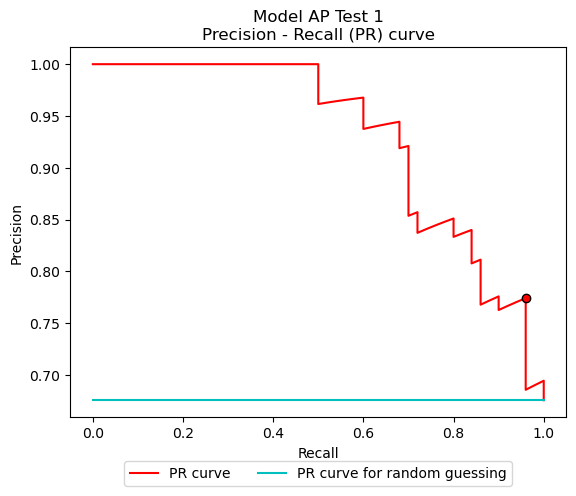 Model AP Test 1
Precision - Recall (PR) curve
1.00
0.95
0.90
0.85
0.80
0.75
0.70
Precision
0.0 0.2 0.4 0.6 0.8 1.0
Recall
PR curve PR curve for random guessing